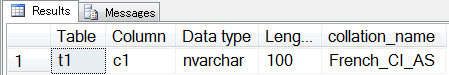 Results Messages
Table Column Data type Leng... collation_name
1 t1 c1 nvarchar 100 French_CI_AS